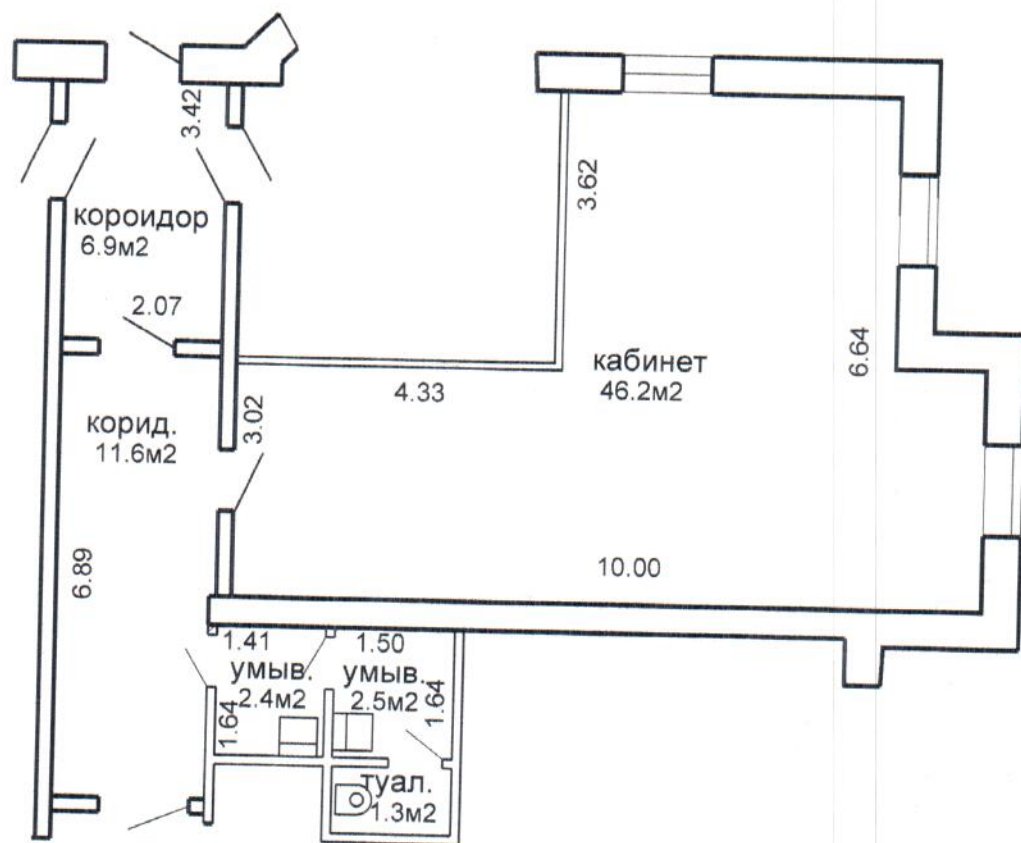 3.42
короидор
6.9м2
2.07
3.62
кабинет
46.2м2
6.64
4.33
3.02
корид.
11.6м2
6.89
10.00
1.41
1.50
умыв.
2.4м2
умыв.
2.5м2
1.64
1.64
туал.
1.3м2